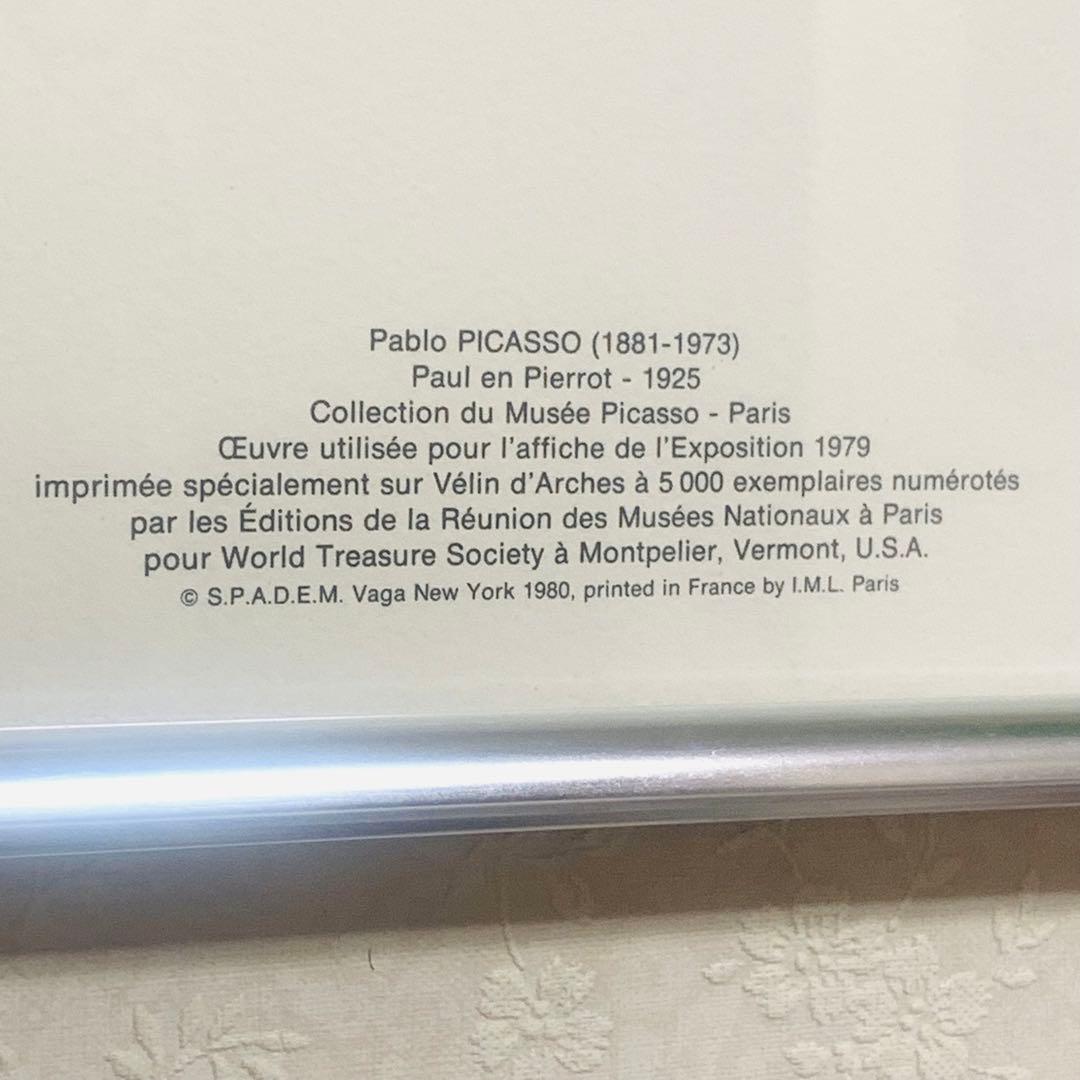 Pablo PICASSO (1881-1973)
Paul en Pierrot - 1925
Collection du Musée Picasso - Paris
Œuvre utilisée pour l'affiche de l'Exposition 1979
imprimée spécialement sur Vélin d'Arches à 5 000 exemplaires numérotés
par les Éditions de la Réunion des Musées Nationaux à Paris
pour World Treasure Society à Montpelier, Vermont, U.S.A.
© S.P.A.D.E.M. Vaga New York 1980, printed in France by I.M.L. Paris